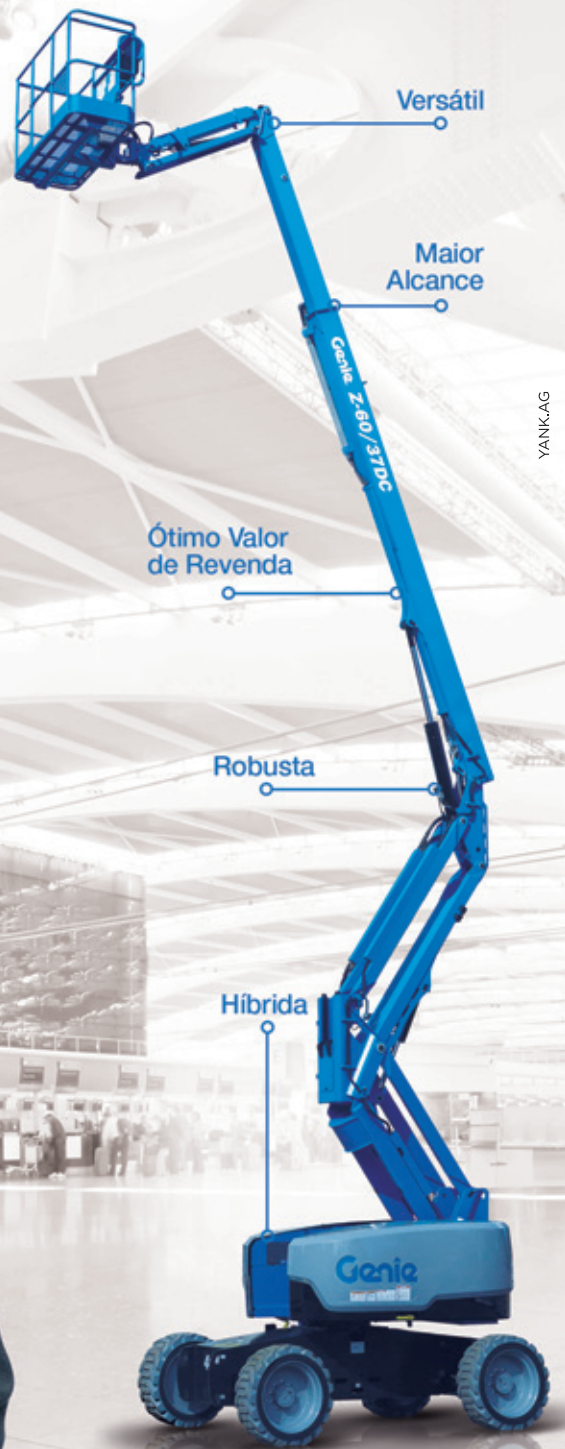 Versátil
Maior
Alcance
Genie Z-60/37DC
YANK.AG
Ótimo Valor
de Revenda
Robusta
Híbrida
Genie